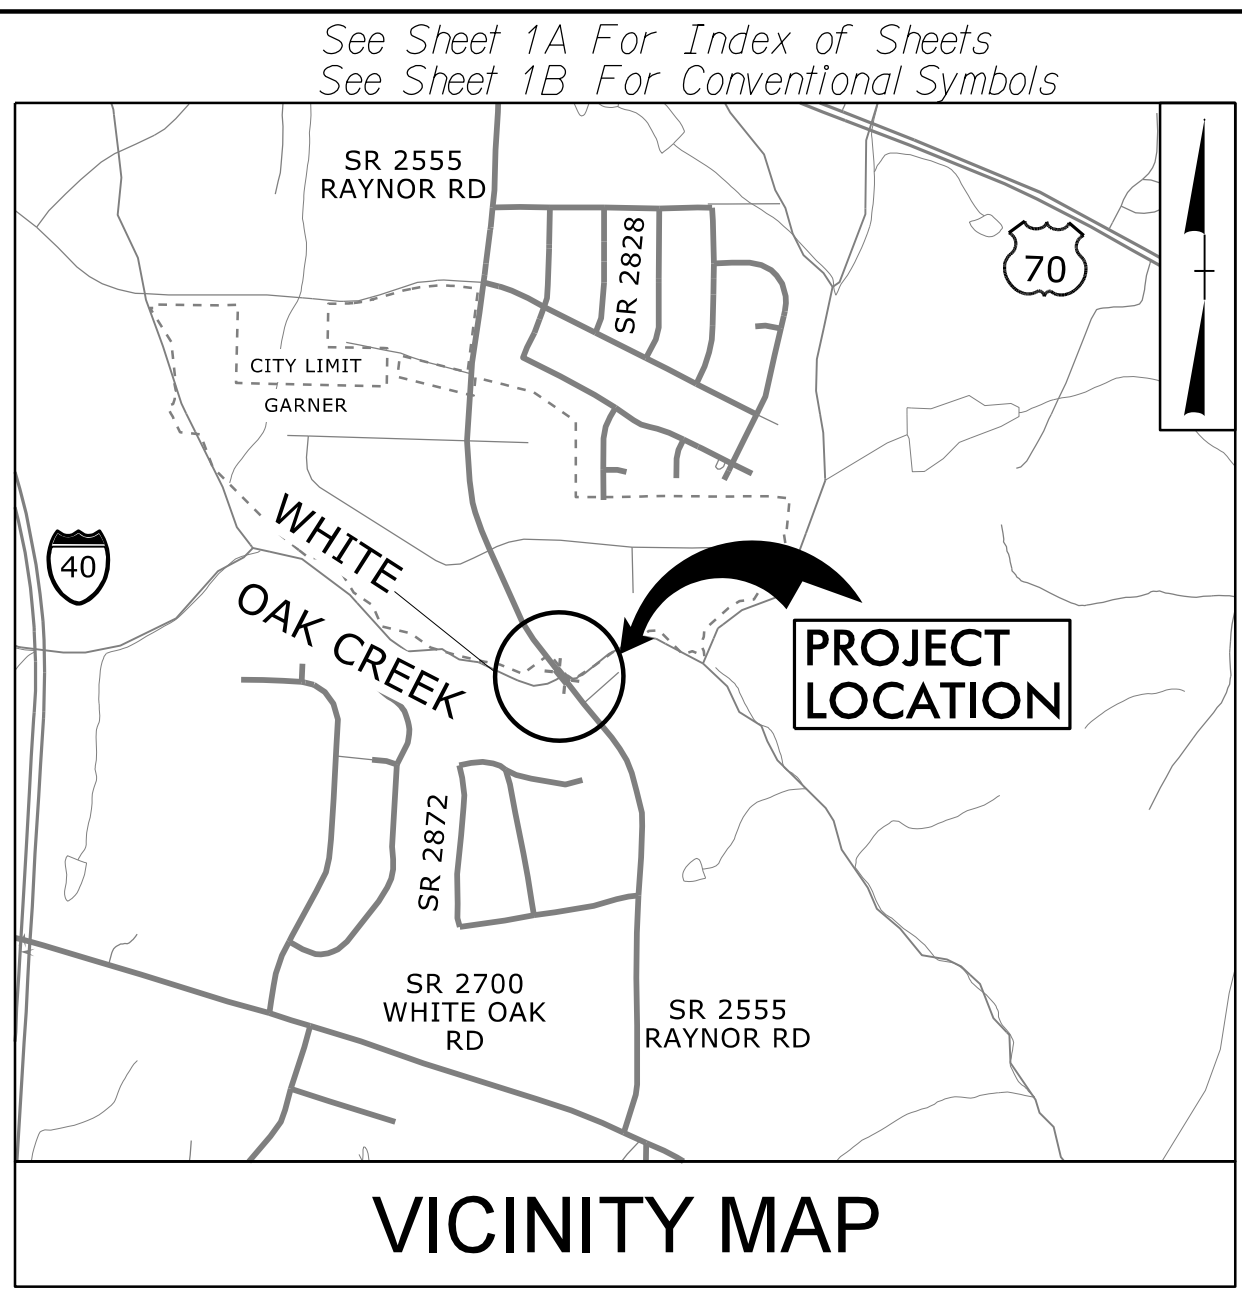 See Sheet 1A For Index of Sheets
See Sheet 1B For Conventional Symbols
SR 2555
RAYNOR RD
SR 2828
70
CITY LIMIT
GARNER
WHITE
OAK CREEK
40
PROJECT
LOCATION
SR 2872
SR 2700
WHITE OAK
RD
SR 2555
RAYNOR RD
VICINITY MAP